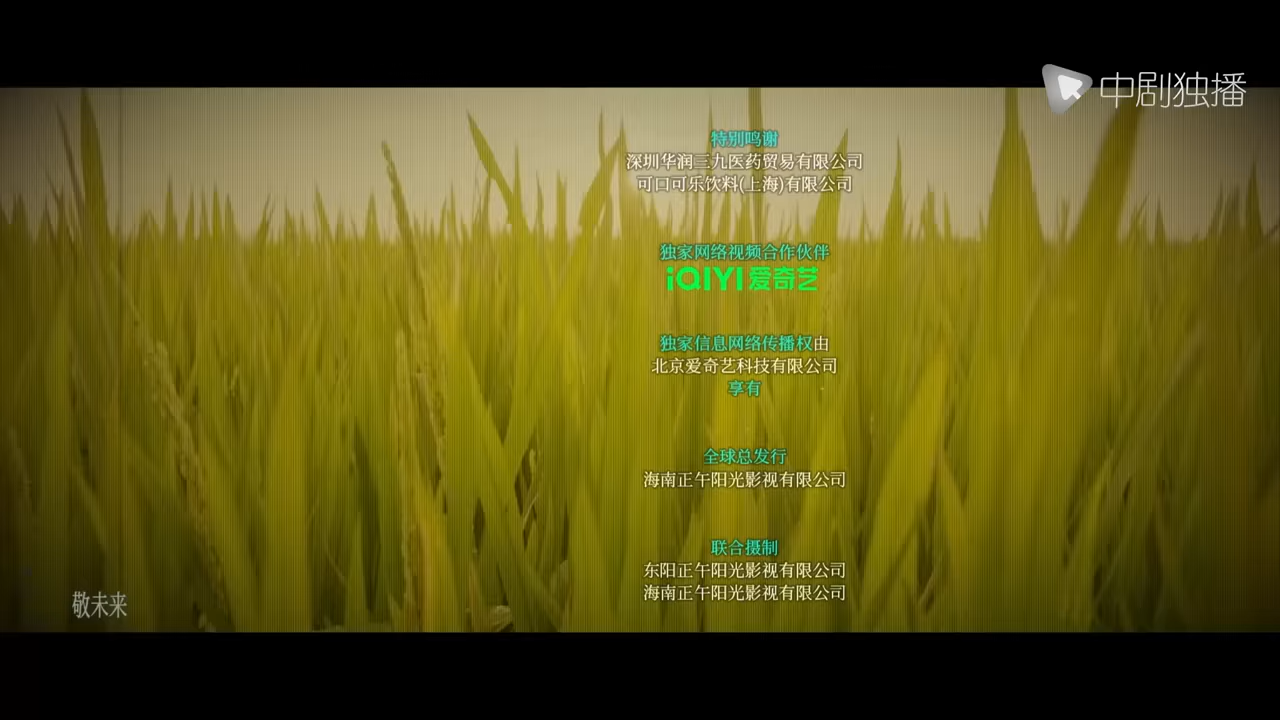 中剧独播
特别鸣谢
深圳华润三九医药贸易有限公司
可口可乐饮料(上海)有限公司
独家网络视频合作伙伴
iQIYI 爱奇艺
独家信息网络传播权由
北京爱奇艺科技有限公司
享有
全球总发行
海南正午阳光影视有限公司
联合摄制
东阳正午阳光影视有限公司
海南正午阳光影视有限公司
敬未来